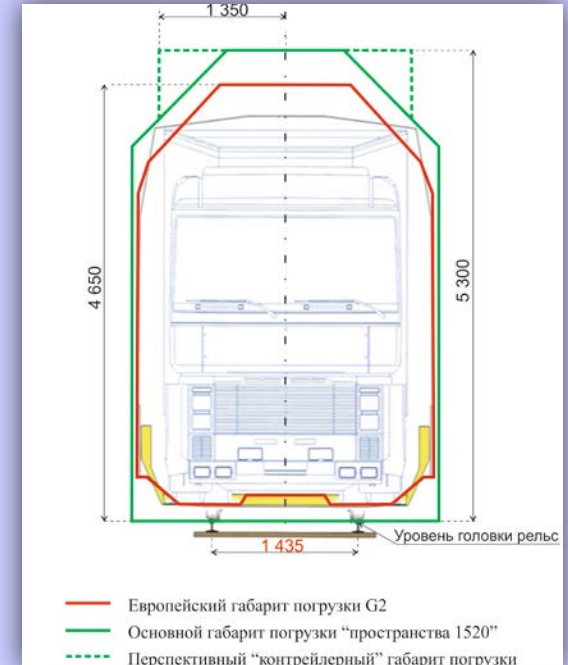 1 350
4 650
5 300
Уровень головки рельс
1 435
Европейский габарит погрузки G2
Основной габарит погрузки “пространства 1520”
Перспективный “контрейлерный” габарит погрузки